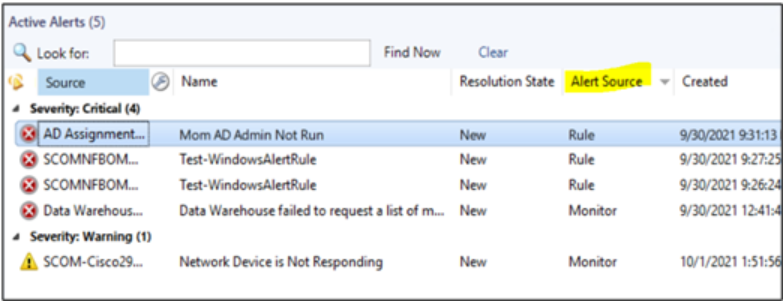 Active Alerts (5)
Look for: Find Now Clear
Source Name Resolution State Alert Source Created
Severity: Critical (4)
AD Assignment... Mom AD Admin Not Run New Rule 9/30/2021 9:31:13
SCOMNFBOM... Test-WindowsAlertRule New Rule 9/30/2021 9:27:25
SCOMNFBOM... Test-WindowsAlertRule New Rule 9/30/2021 9:26:24
Data Warehous... Data Warehouse failed to request a list of m... New Monitor 9/30/2021 12:41:4
Severity: Warning (1)
SCOM-Cisco29... Network Device is Not Responding New Monitor 10/1/2021 1:51:56